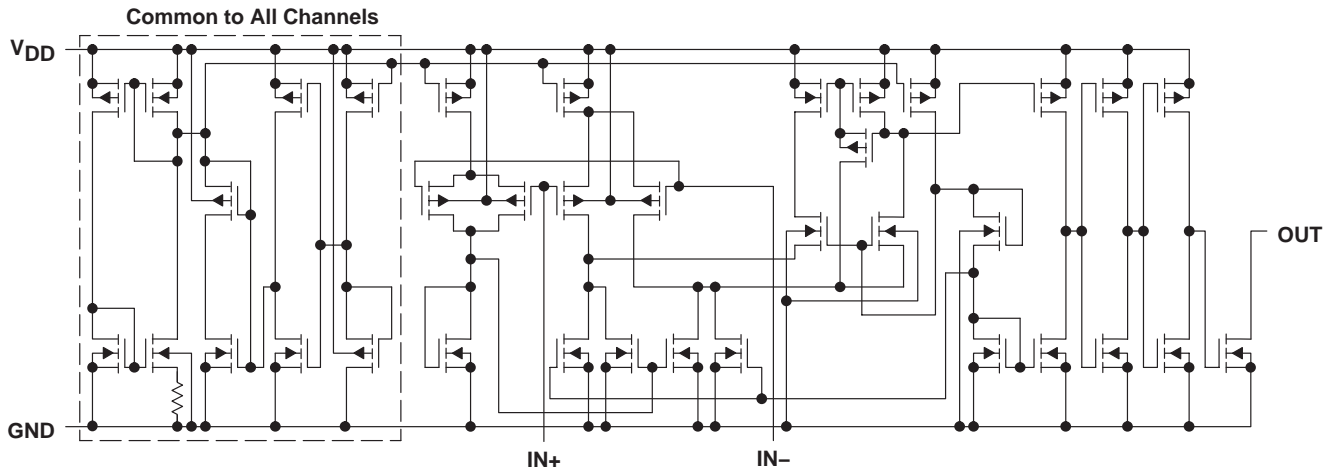 Common to All Channels
VDD
OUT
GND
IN+
IN−